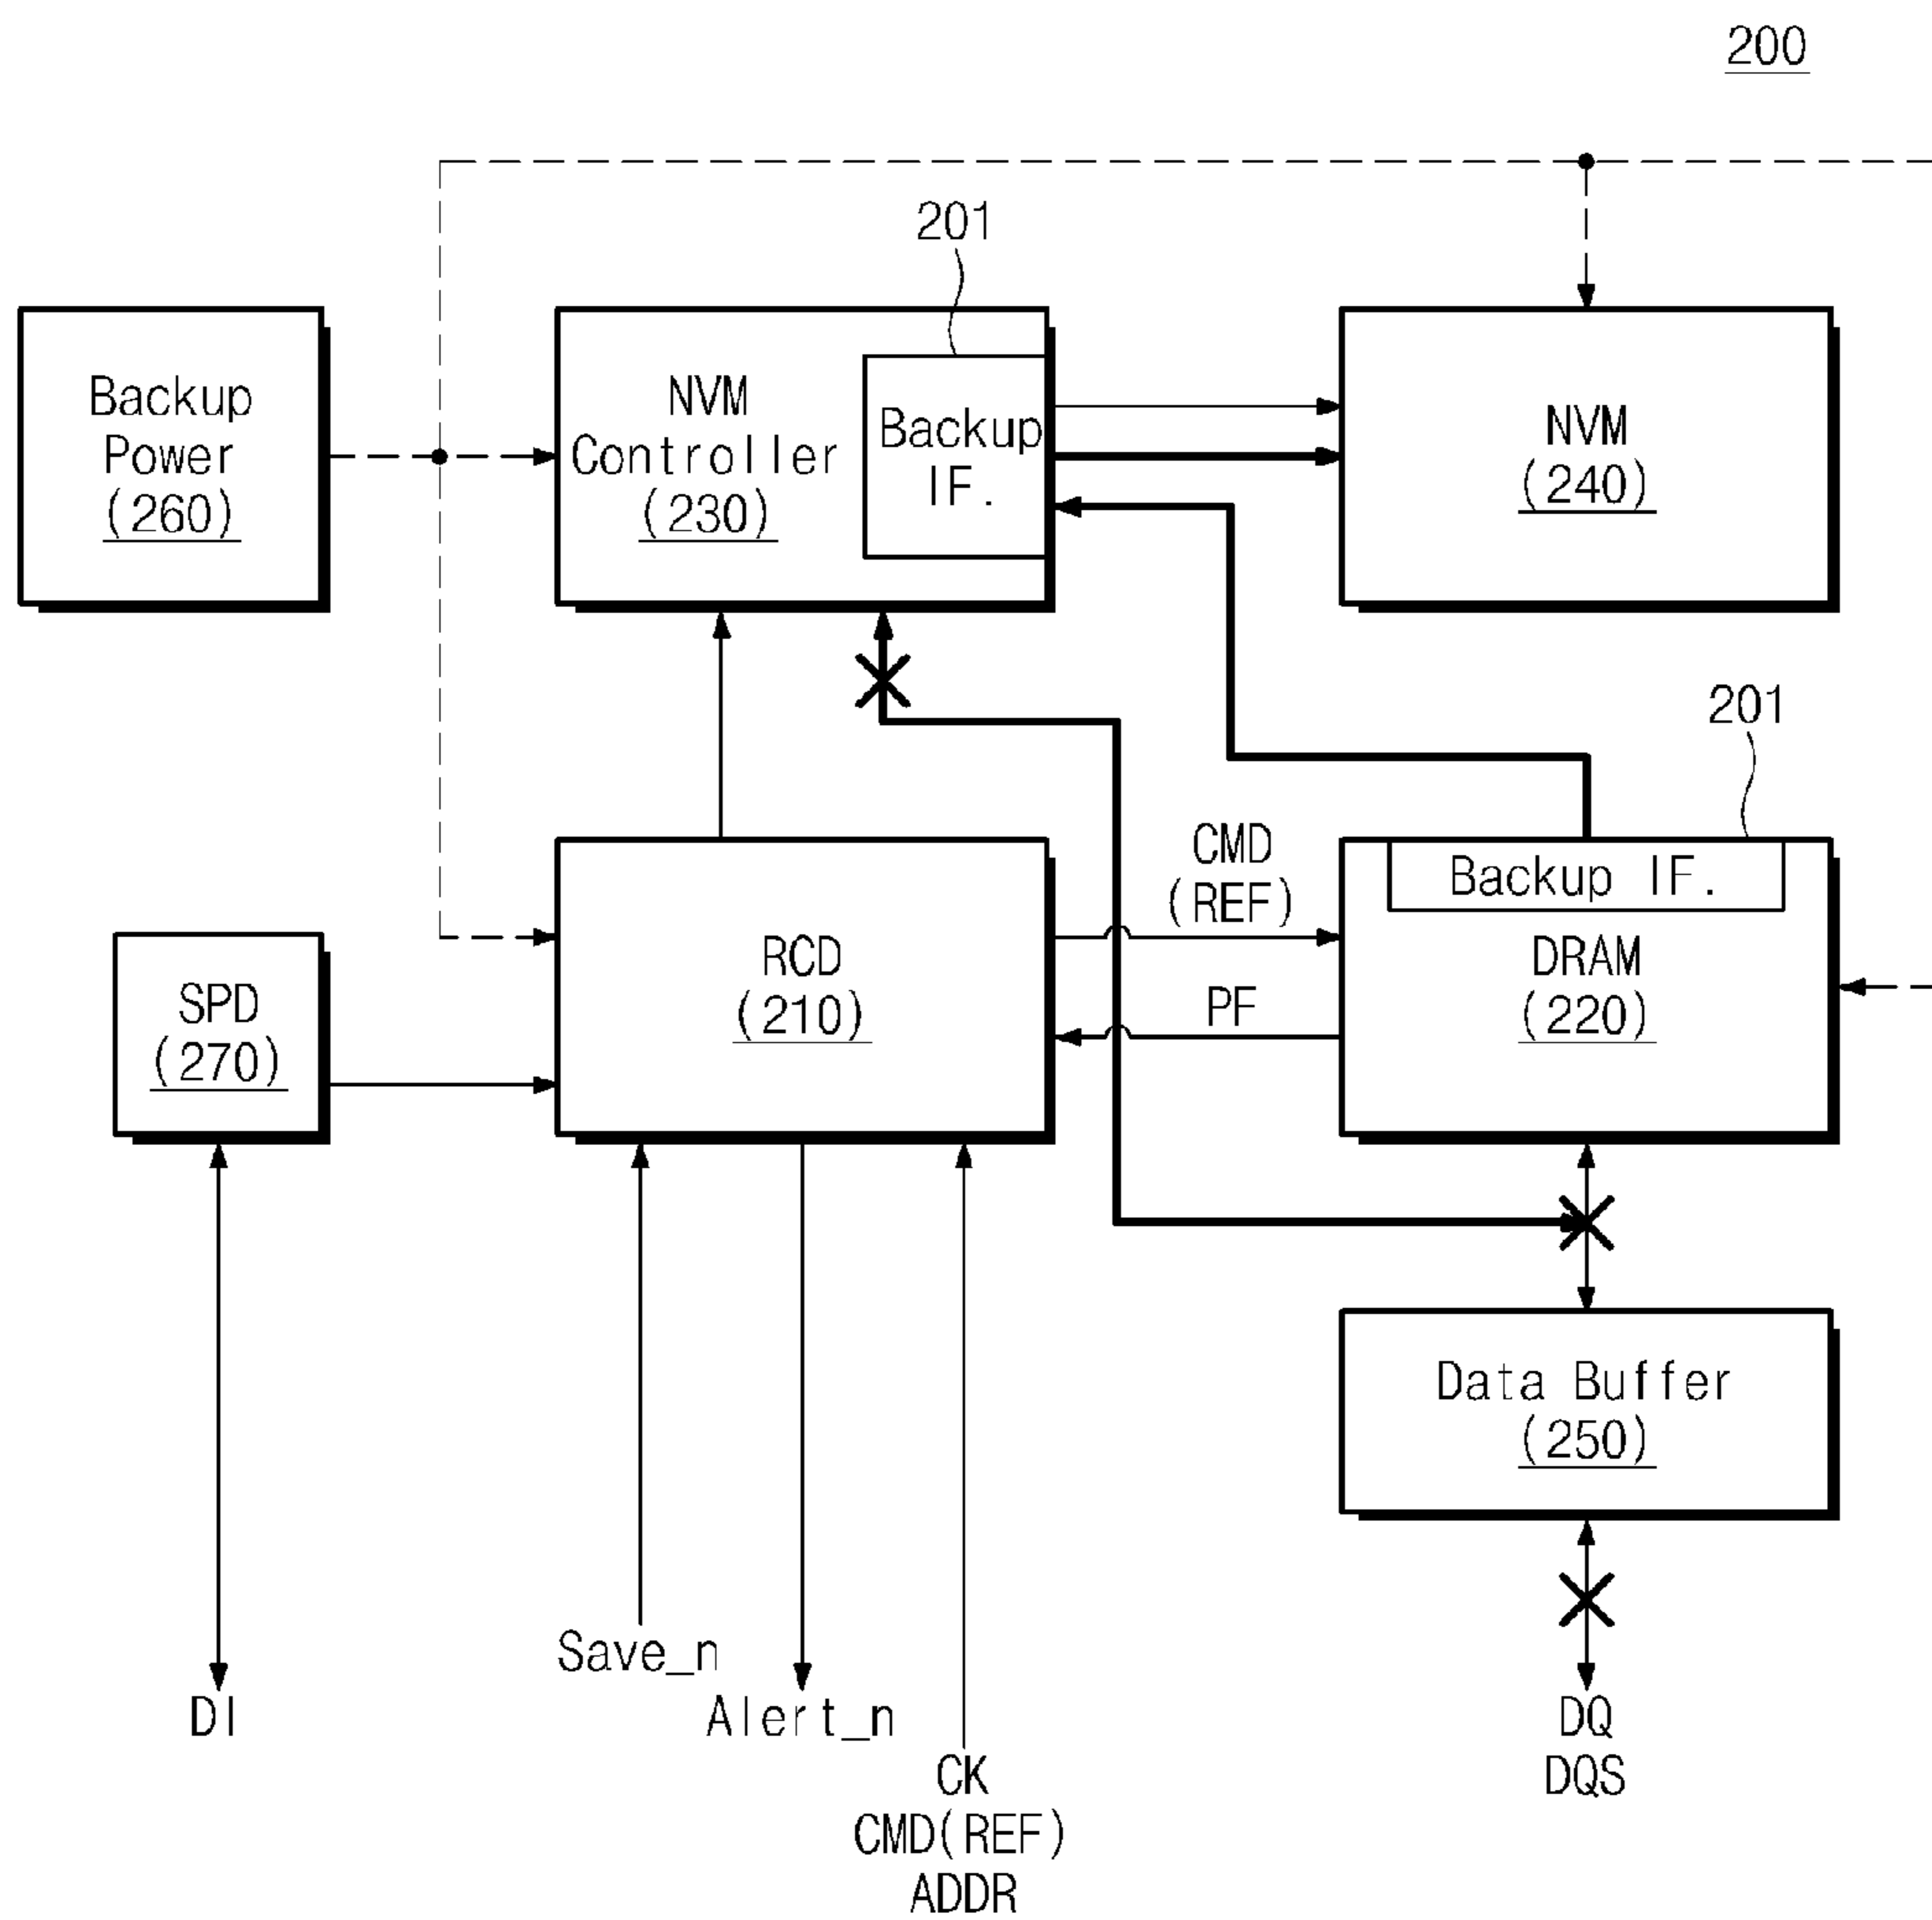 200
201
Backup
Power
(260)
NVM
Controller
(230)
Backup
IF.
NVM
(240)
201
CMD
(REF)
Backup IF.
RCD
(210)
PF
DRAM
(220)
SPD
(270)
Data Buffer
(250)
Save_n
DI
Alert_n
CK
CMD(REF)
ADDR
DQ
DQS